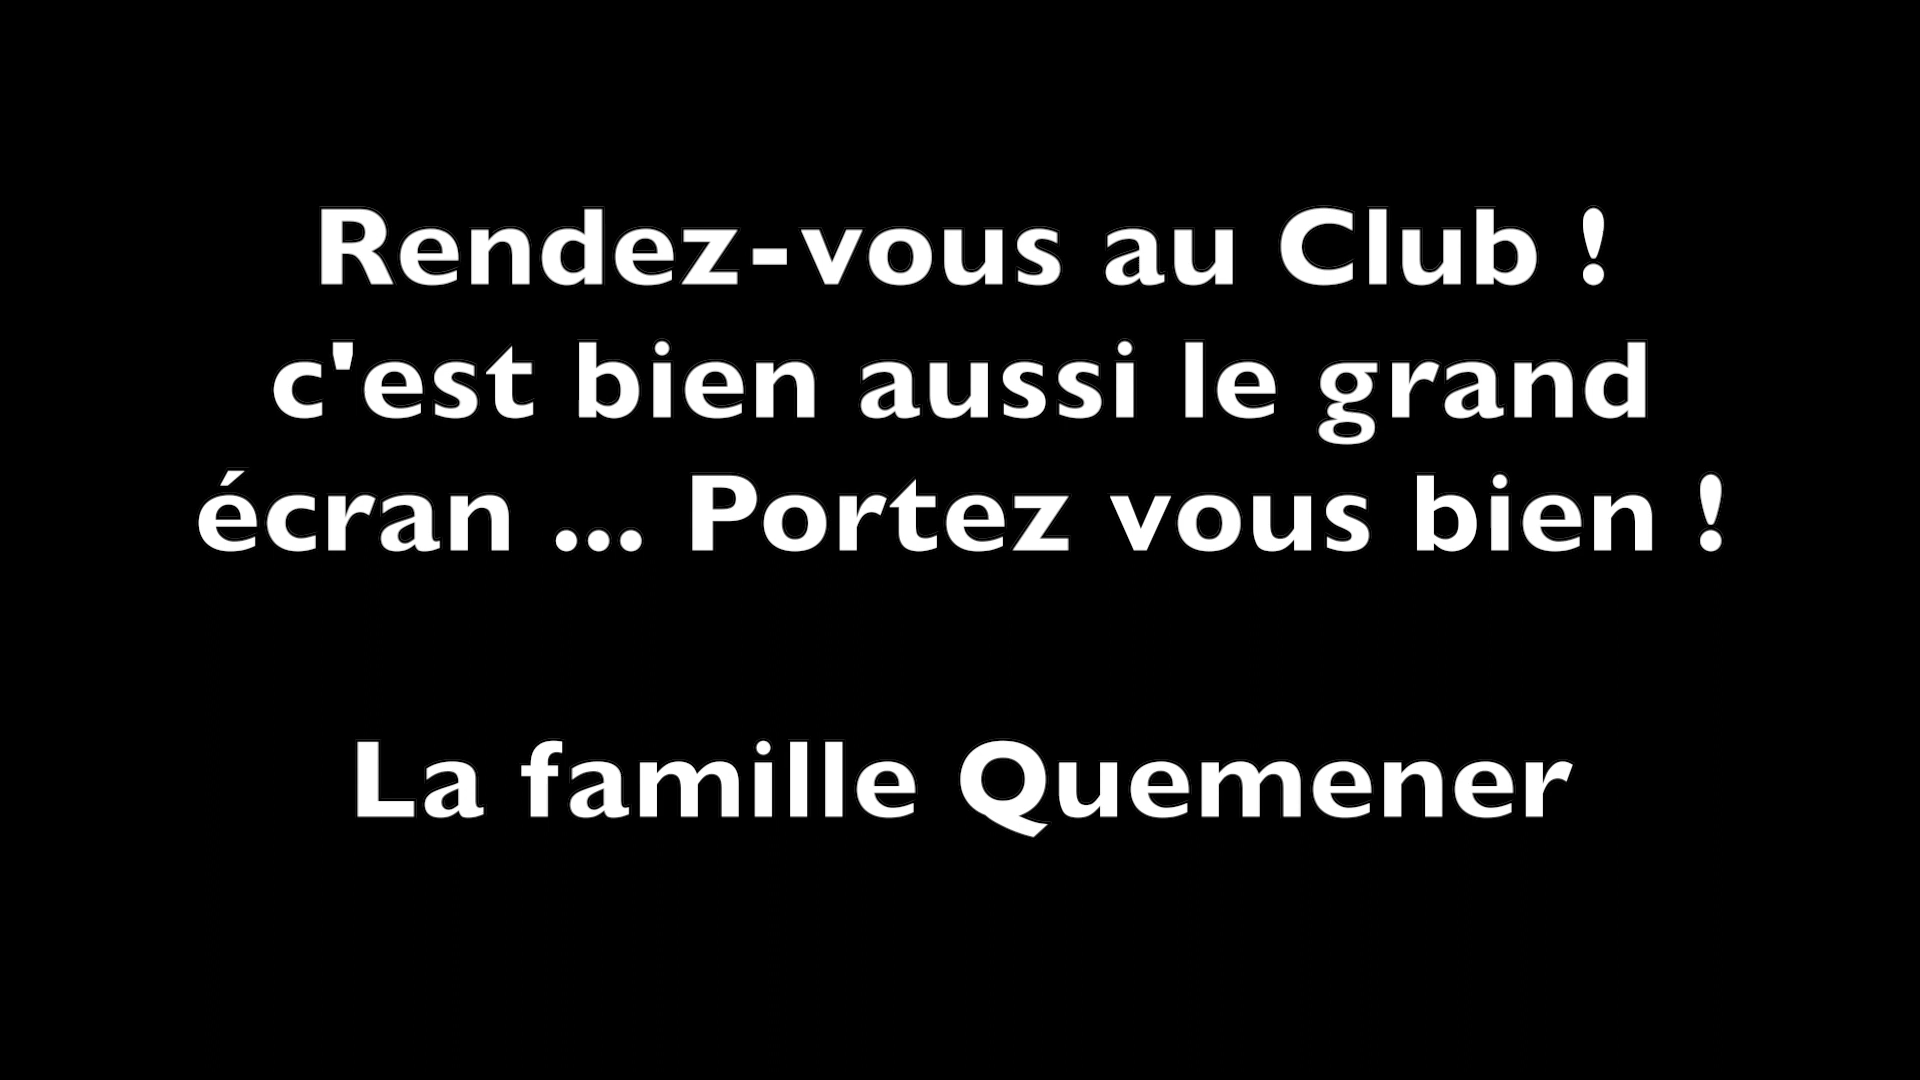 Rendez-vous au Club !
c'est bien aussi le grand
écran ... Portez vous bien !
La famille Quemener